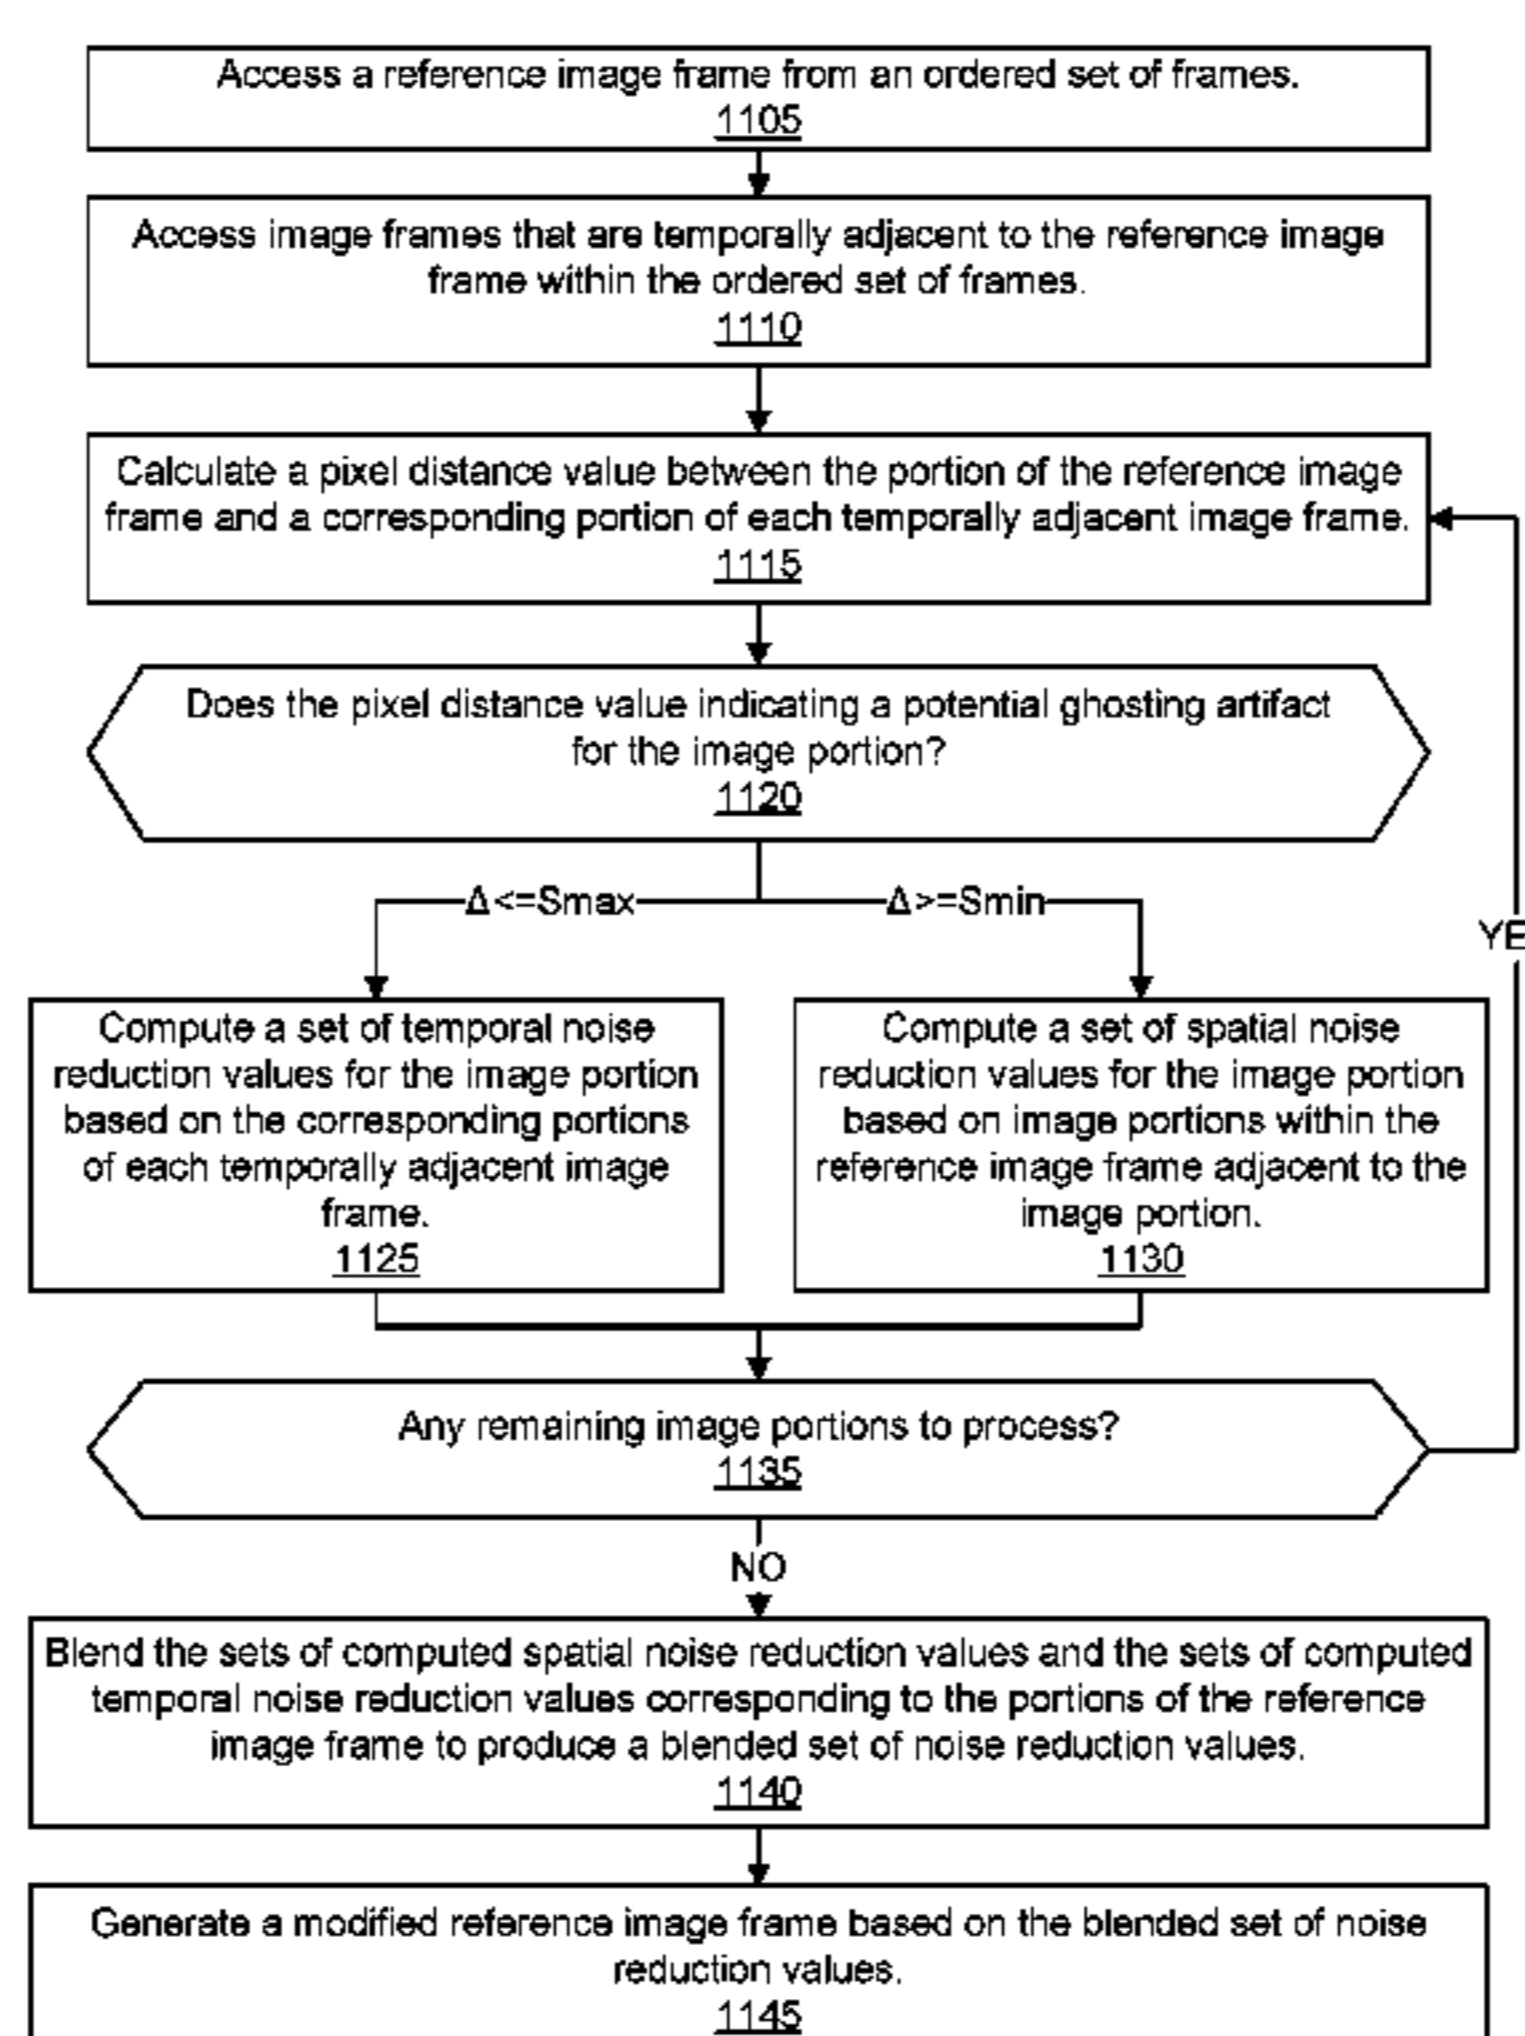 Access a reference image frame from an ordered set of frames.
1105
Access image frames that are temporally adjacent to the reference image
frame within the ordered set of frames.
1110
Calculate a pixel distance value between the portion of the reference image
frame and a corresponding portion of each temporally adjacent image frame.
1115
Does the pixel distance value indicating a potential ghosting artifact
for the image portion?
1120
Δ<=Smax
Δ>=Smin
YE
Compute a set of temporal noise
reduction values for the image portion
based on the corresponding portions
of each temporally adjacent image
frame.
1125
Compute a set of spatial noise
reduction values for the image portion
based on image portions within the
reference image frame adjacent to the
image portion.
1130
Any remaining image portions to process?
1135
NO
Blend the sets of computed spatial noise reduction values and the sets of computed
temporal noise reduction values corresponding to the portions of the reference
image frame to produce a blended set of noise reduction values.
1140
Generate a modified reference image frame based on the blended set of noise
reduction values.
1145